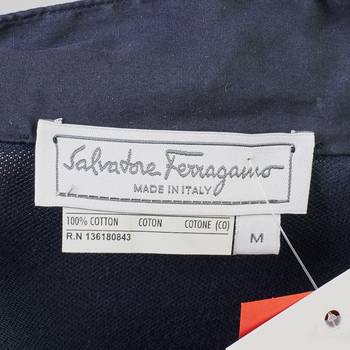 Salvatore Ferragamo
MADE IN ITALY
100% COTTON COTON COTONE (CO)
R.N 136180843
M